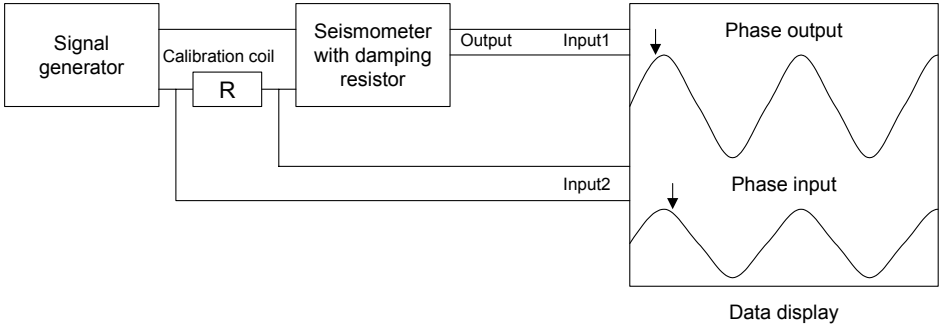 Signal
generator
Calibration coil
R
Seismometer
with damping
resistor
Output
Input1
Input2
Phase output
Phase input
Data display